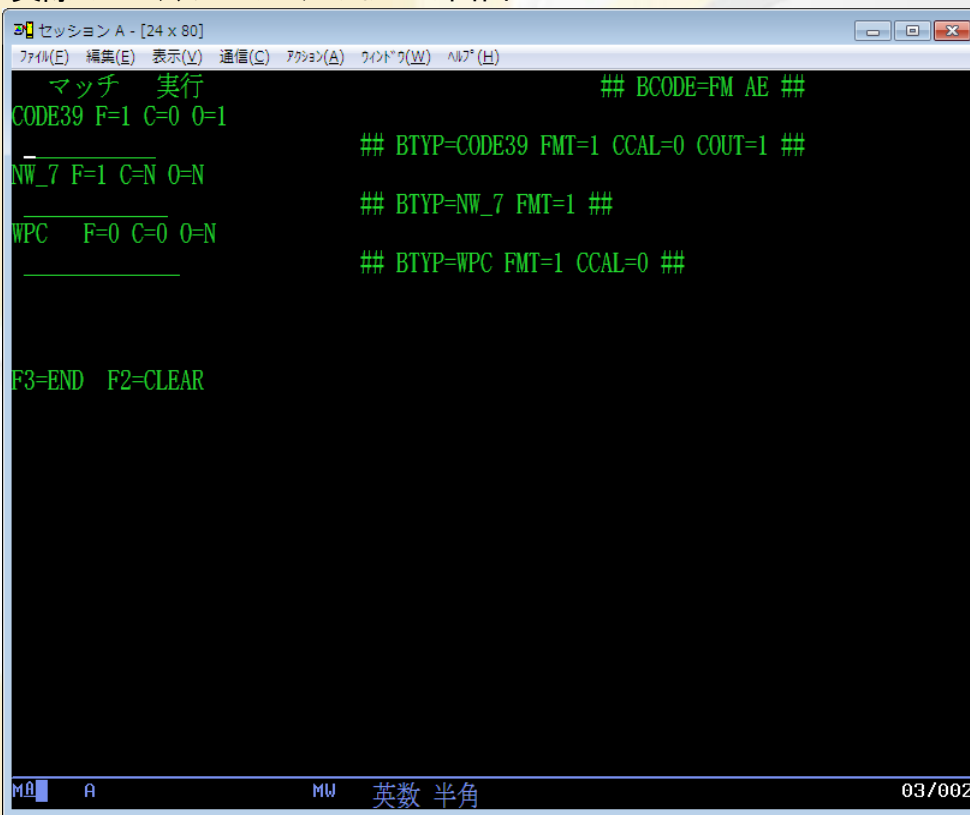 セッション A - [24 x 80]
ファイル(F) 編集(E) 表示(V) 通信(C) アクション(A) ウィンドウ(W) ヘルプ(H)
マッチ 実行 ## BCODE=FM AE ##
CODE39 F=1 C=0 O=1
## BTYP=CODE39 FMT=1 CCAL=0 COUT=1 ##
NW_7 F=1 C=N O=N
## BTYP=NW_7 FMT=1 ##
WPC F=0 C=0 O=N
## BTYP=WPC FMT=1 CCAL=0 ##
F3=END F2=CLEAR
MA A MW 英数 半角 03/002